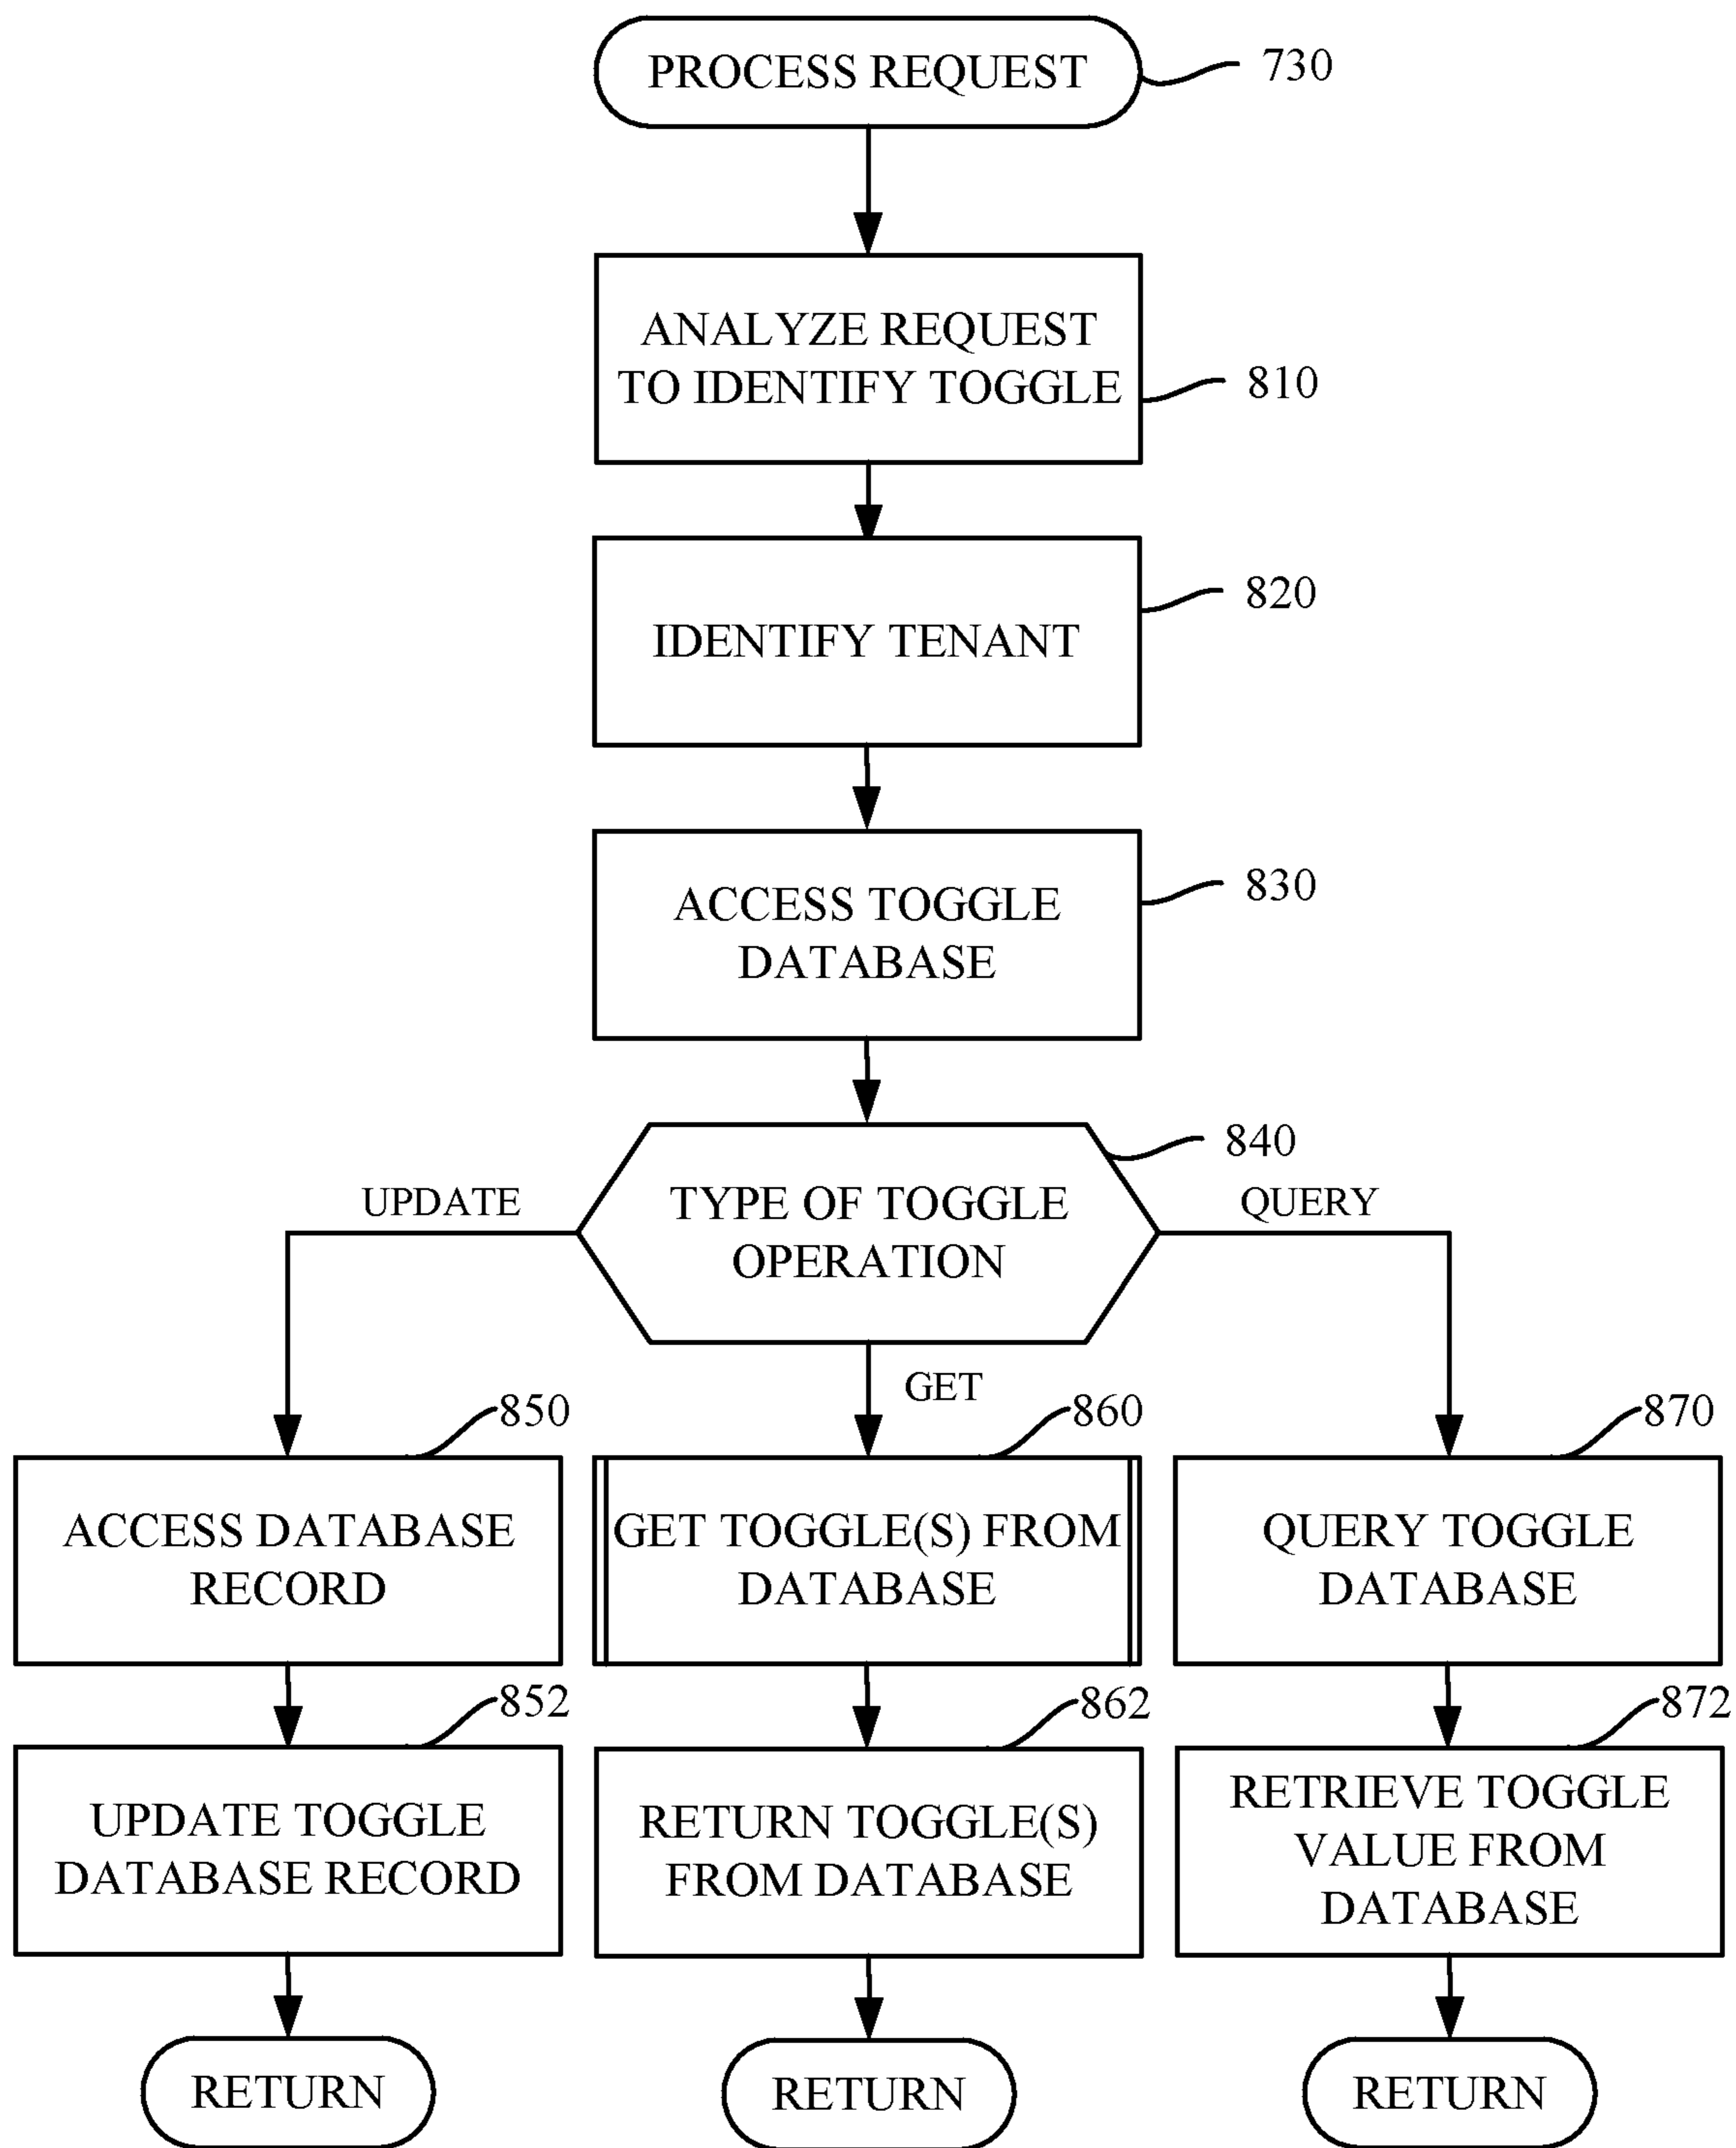 PROCESS REQUEST
730
ANALYZE REQUEST
TO IDENTIFY TOGGLE
810
IDENTIFY TENANT
820
ACCESS TOGGLE
DATABASE
830
TYPE OF TOGGLE
OPERATION
840
UPDATE
QUERY
GET
850
ACCESS DATABASE
RECORD
860
GET TOGGLE(S) FROM
DATABASE
870
QUERY TOGGLE
DATABASE
852
UPDATE TOGGLE
DATABASE RECORD
862
RETURN TOGGLE(S)
FROM DATABASE
872
RETRIEVE TOGGLE
VALUE FROM
DATABASE
RETURN
RETURN
RETURN